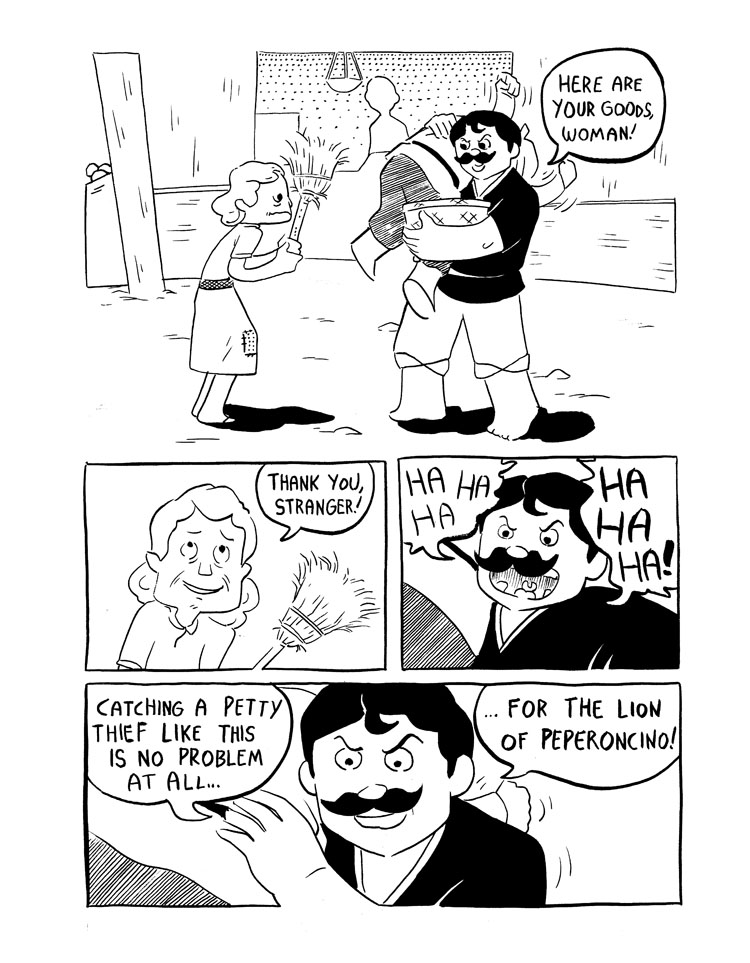 HERE ARE
YOUR GOODS,
WOMAN!
THANK YOU,
STRANGER!
HA HA
HA
HA
HA
HA!
CATCHING A PETTY
THIEF LIKE THIS
IS NO PROBLEM
AT ALL...
... FOR THE LION
OF PEPERONCINO!